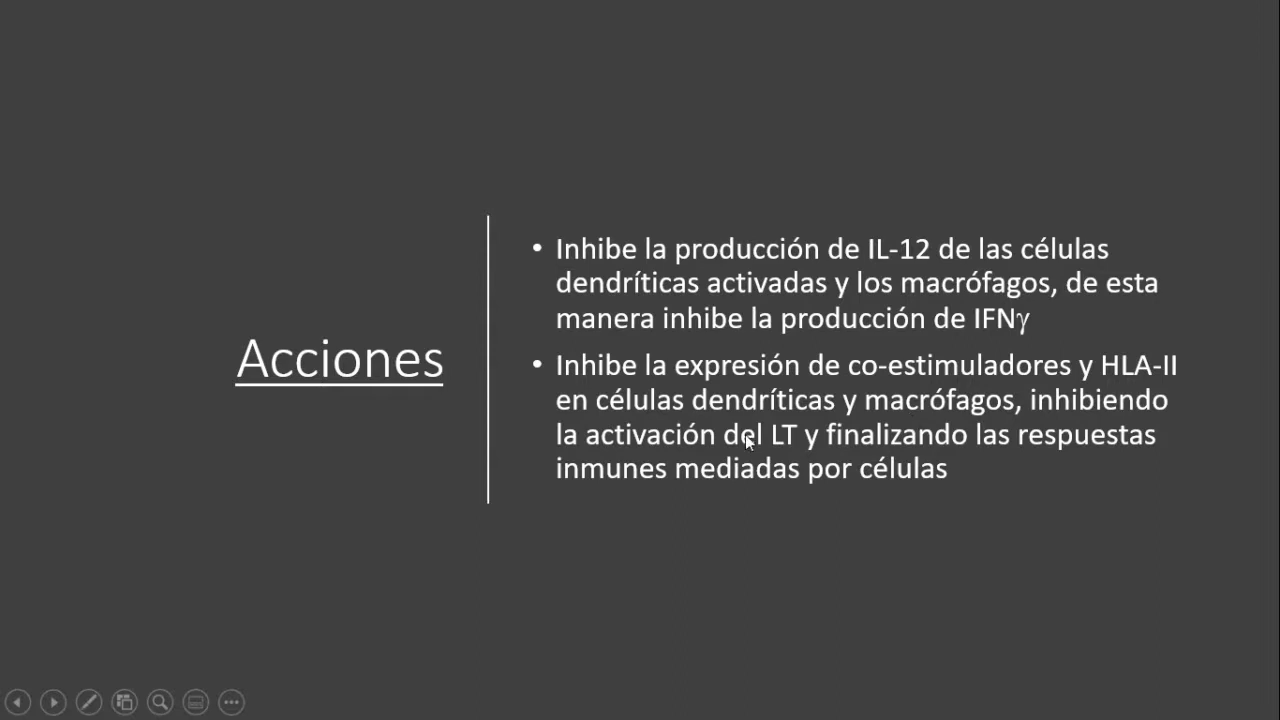 Acciones
• Inhibe la producción de IL-12 de las células
dendríticas activadas y los macrófagos, de esta
manera inhibe la producción de IFNγ
• Inhibe la expresión de co-estimuladores y HLA-II
en células dendríticas y macrófagos, inhibiendo
la activación del LT y finalizando las respuestas
inmunes mediadas por células